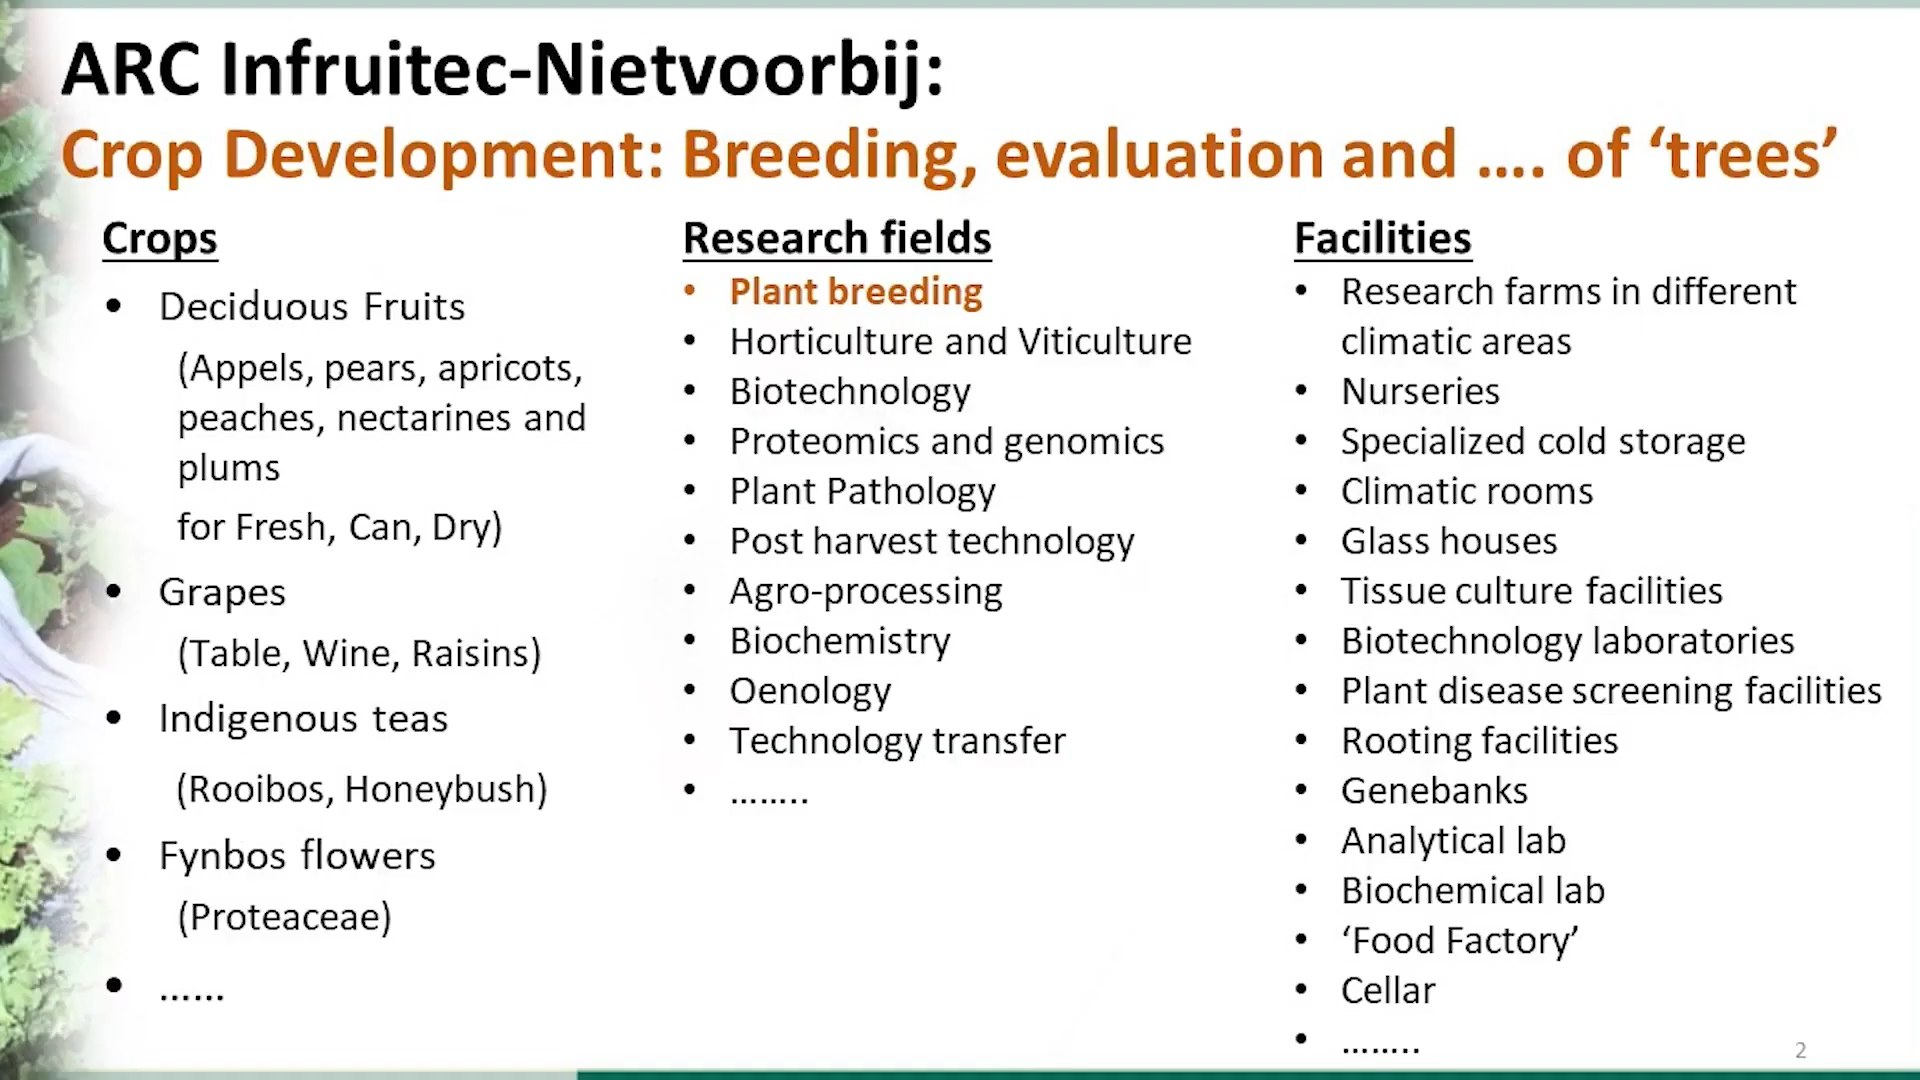 ARC Infruitec-Nietvoorbij:
Crop Development: Breeding, evaluation and .... of ‘trees’
Crops
• Deciduous Fruits
(Appels, pears, apricots,
peaches, nectarines and
plums
for Fresh, Can, Dry)
• Grapes
(Table, Wine, Raisins)
• Indigenous teas
(Rooibos, Honeybush)
• Fynbos flowers
(Proteaceae)
• ......
Research fields
• Plant breeding
• Horticulture and Viticulture
• Biotechnology
• Proteomics and genomics
• Plant Pathology
• Post harvest technology
• Agro-processing
• Biochemistry
• Oenology
• Technology transfer
• ........
Facilities
• Research farms in different
climatic areas
• Nurseries
• Specialized cold storage
• Climatic rooms
• Glass houses
• Tissue culture facilities
• Biotechnology laboratories
• Plant disease screening facilities
• Rooting facilities
• Genebanks
• Analytical lab
• Biochemical lab
• ‘Food Factory’
• Cellar
• ........
2